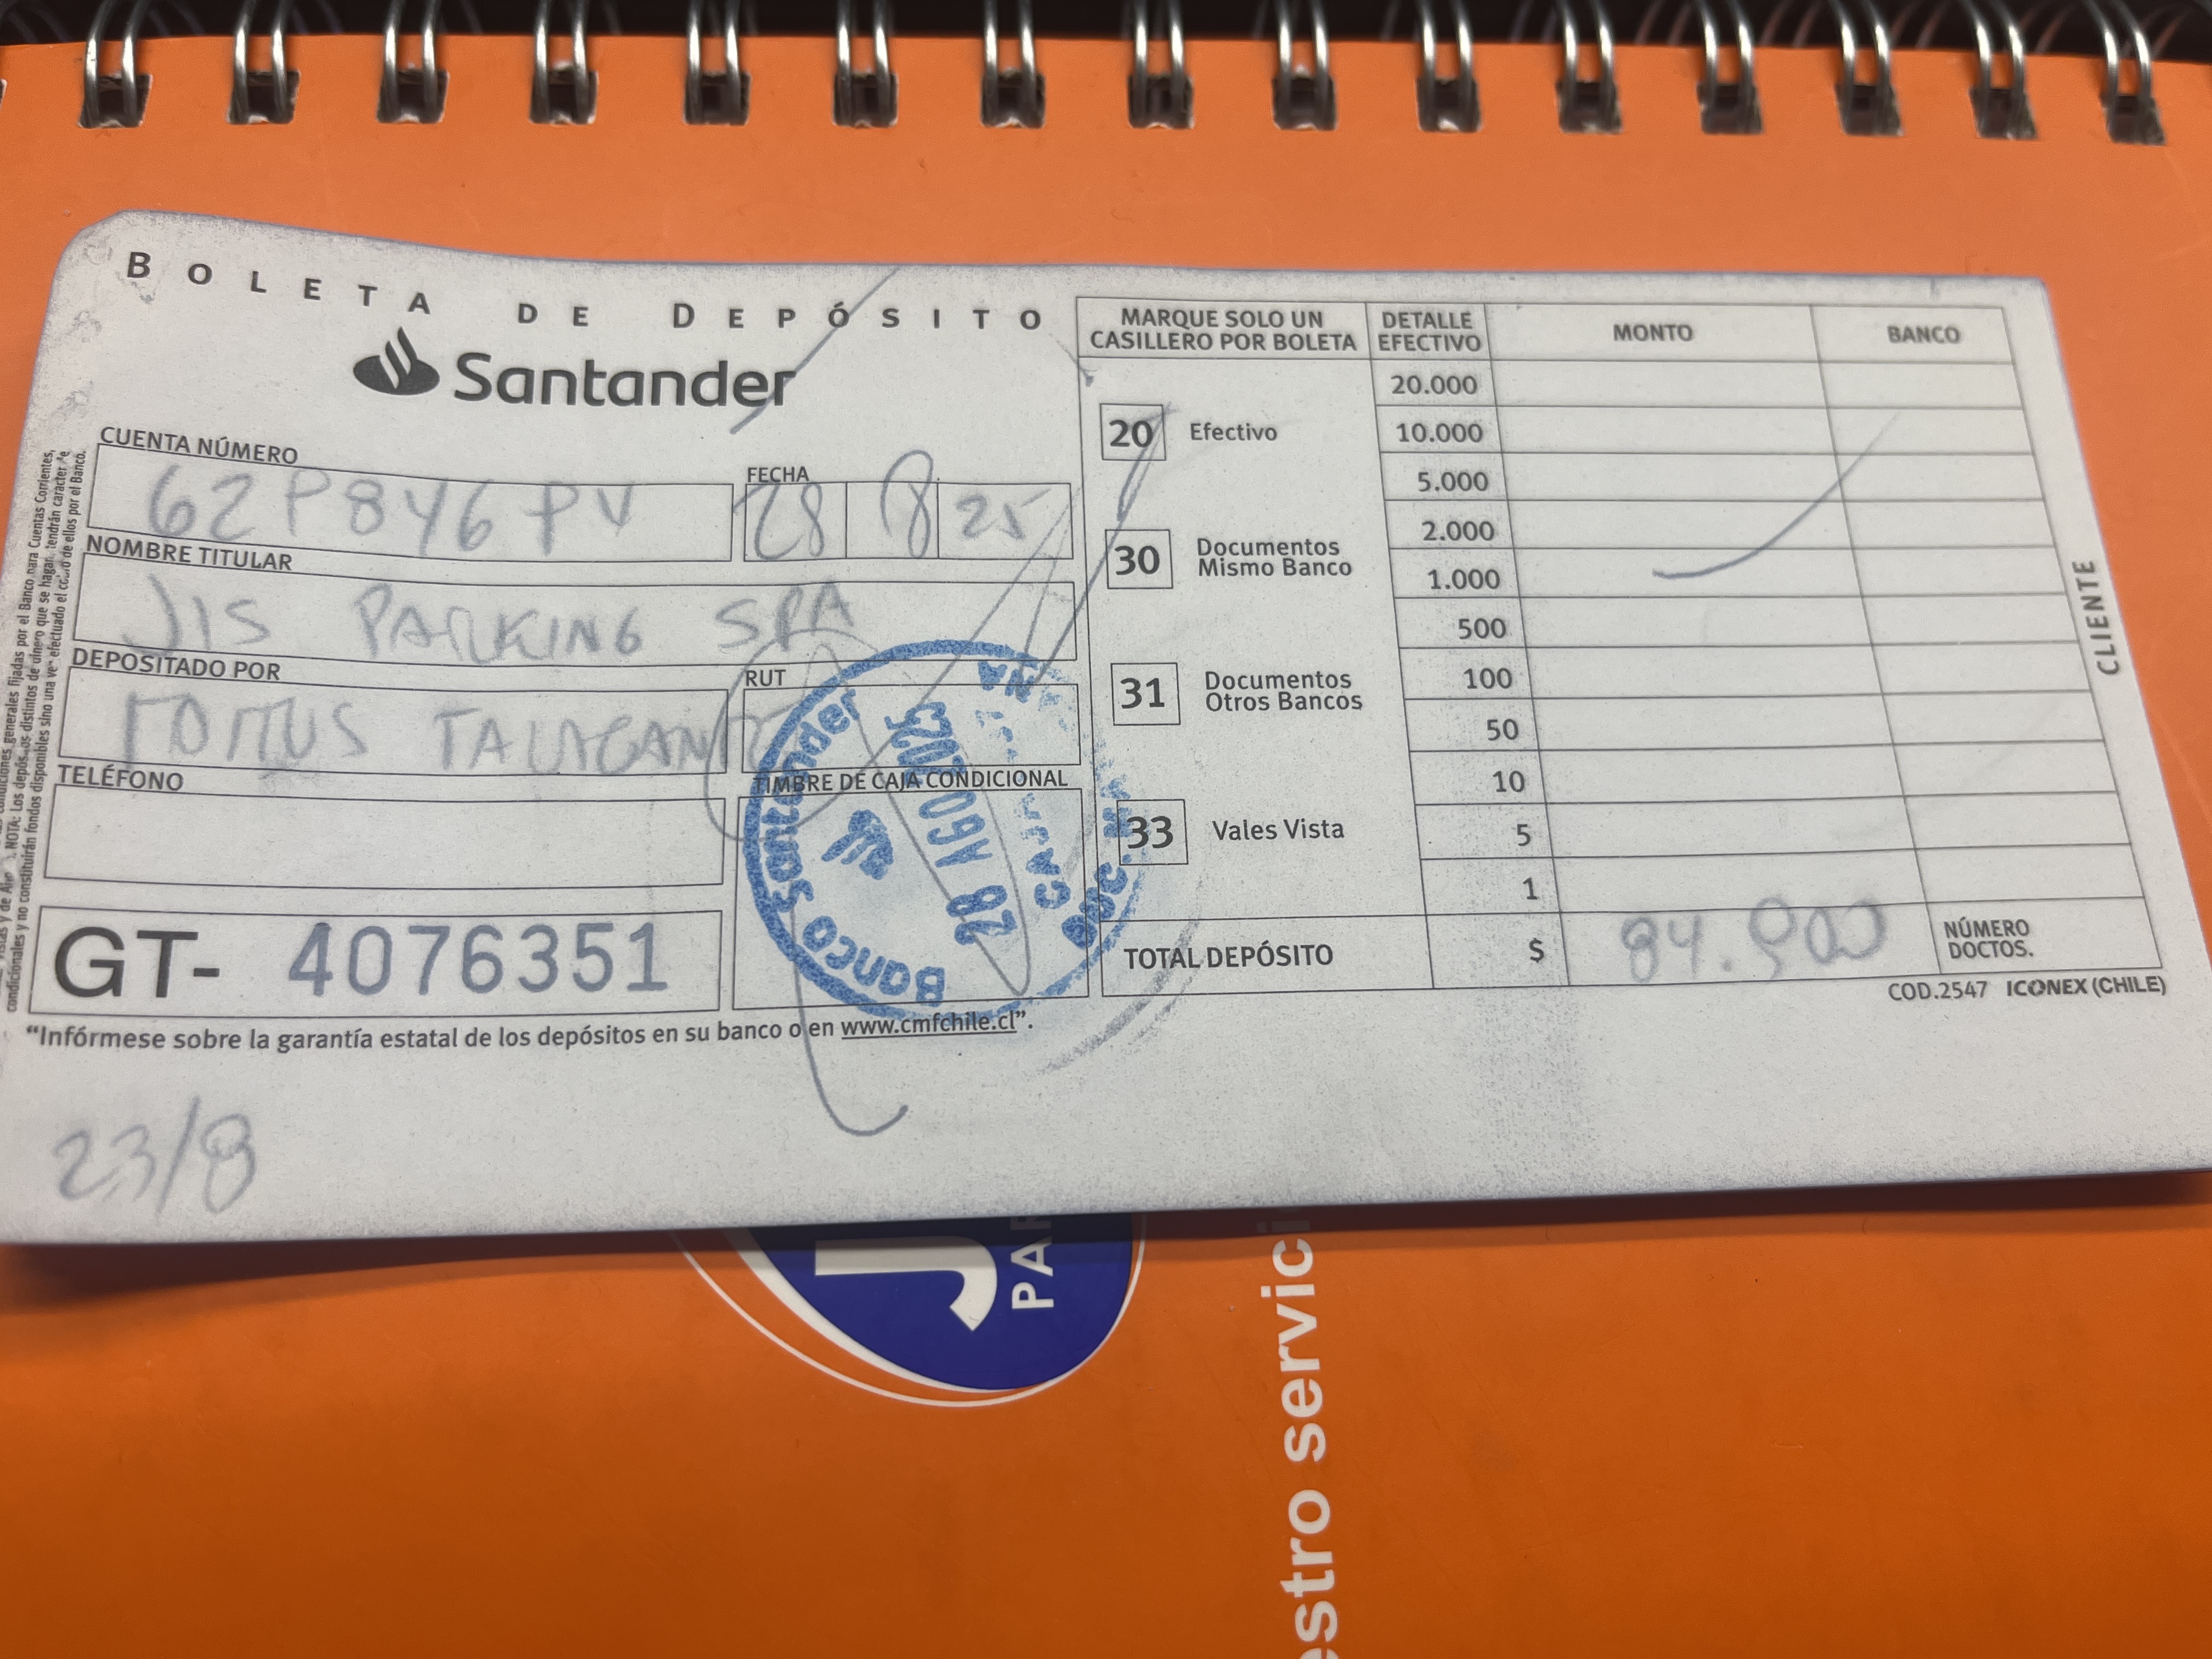 BOLETA DE DEPÓSITO
Santander
CUENTA NÚMERO
FECHA
28 8 25
NOMBRE TITULAR
JIS PARKING SPA
DEPOSITADO POR
RUT
TELÉFONO
TIMBRE DE CAJA CONDICIONAL
Banco Santander
28 AGO 2025
CAJA
GT- 4076351
"Infórmese sobre la garantía estatal de los depósitos en su banco o en www.cmfchile.cl".
23/8
MARQUE SOLO UN CASILLERO POR BOLETA
20 Efectivo
30 Documentos Mismo Banco
31 Documentos Otros Bancos
33 Vales Vista
DETALLE EFECTIVO
MONTO
BANCO
20.000
10.000
5.000
2.000
1.000
500
100
50
10
5
1
TOTAL DEPÓSITO
$
NÚMERO DOCTOS.
COD.2547 ICONEX (CHILE)
CLIENTE
J
estro servici